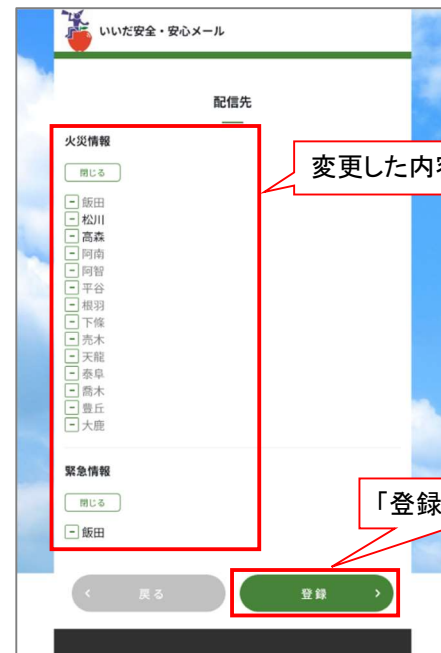 いいだ安全・安心メール
配信先
火災情報
閉じる
変更した内容
飯田
松川
高森
阿南
阿智
平谷
根羽
下條
売木
天龍
泰阜
喬木
豊丘
大鹿
緊急情報
閉じる
「登録
飯田
戻る
登録